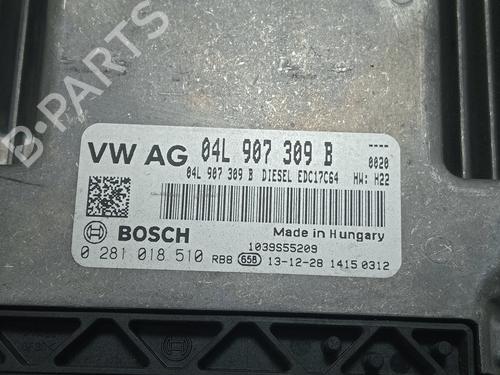 B-PARTS
VW AG 04L 907 309 B ----
04L 907 309 B DIESEL EDC17C64 0020
HW: H22
Made in Hungary
BOSCH 1039S55209
0 281 018 510 RB8 658 13-12-28 1415 0312